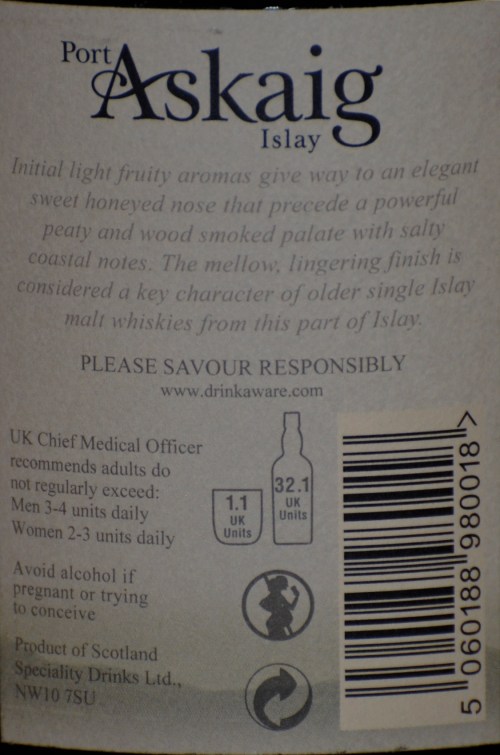 Port
Askaig
Islay
Initial light fruity aromas give way to an elegant
sweet honeyed nose that precede a powerful
peaty and wood smoked palate with salty
coastal notes. The mellow, lingering finish is
considered a key character of older single Islay
malt whiskies from this part of Islay.
PLEASE SAVOUR RESPONSIBLY
www.drinkaware.com
UK Chief Medical Officer
recommends adults do
not regularly exceed:
Men 3-4 units daily
Women 2-3 units daily
1.1
UK
Units
32.1
UK
Units
Avoid alcohol if
pregnant or trying
to conceive
Product of Scotland
Speciality Drinks Ltd.,
NW10 7SU
5 060188 980018 >